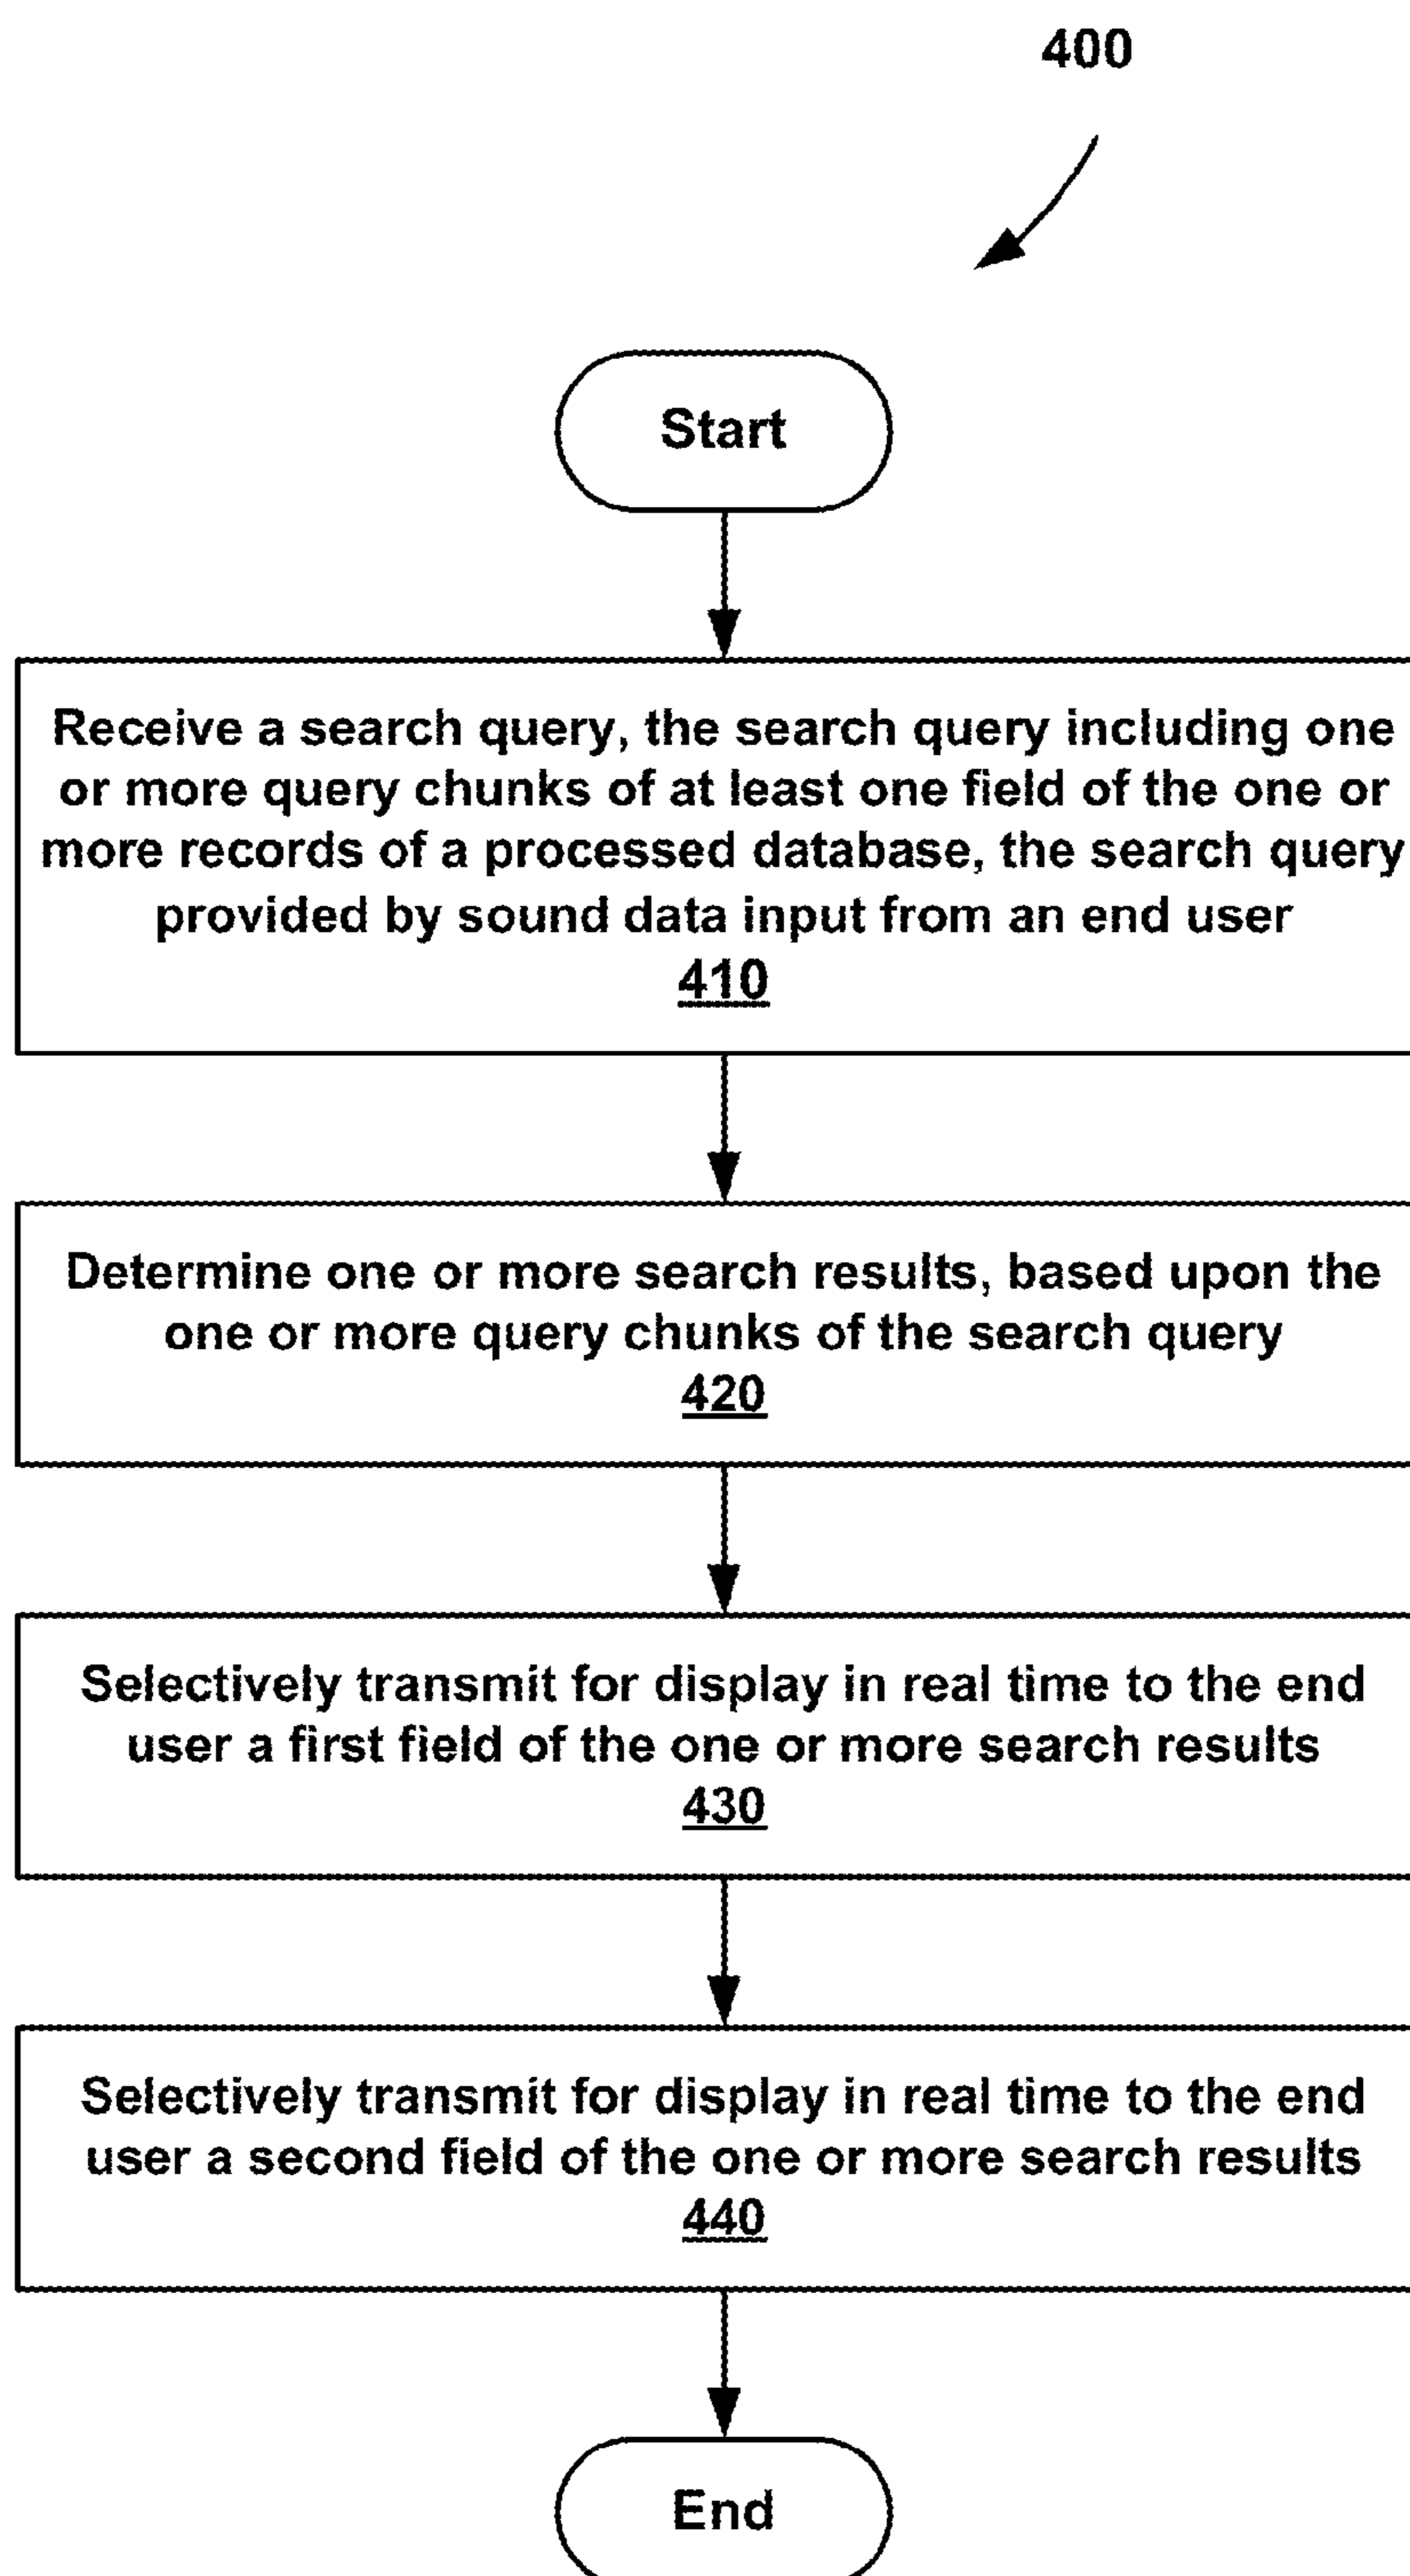 400
Start
Receive a search query, the search query including one
or more query chunks of at least one field of the one or
more records of a processed database, the search query
provided by sound data input from an end user
410
Determine one or more search results, based upon the
one or more query chunks of the search query
420
Selectively transmit for display in real time to the end
user a first field of the one or more search results
430
Selectively transmit for display in real time to the end
user a second field of the one or more search results
440
End